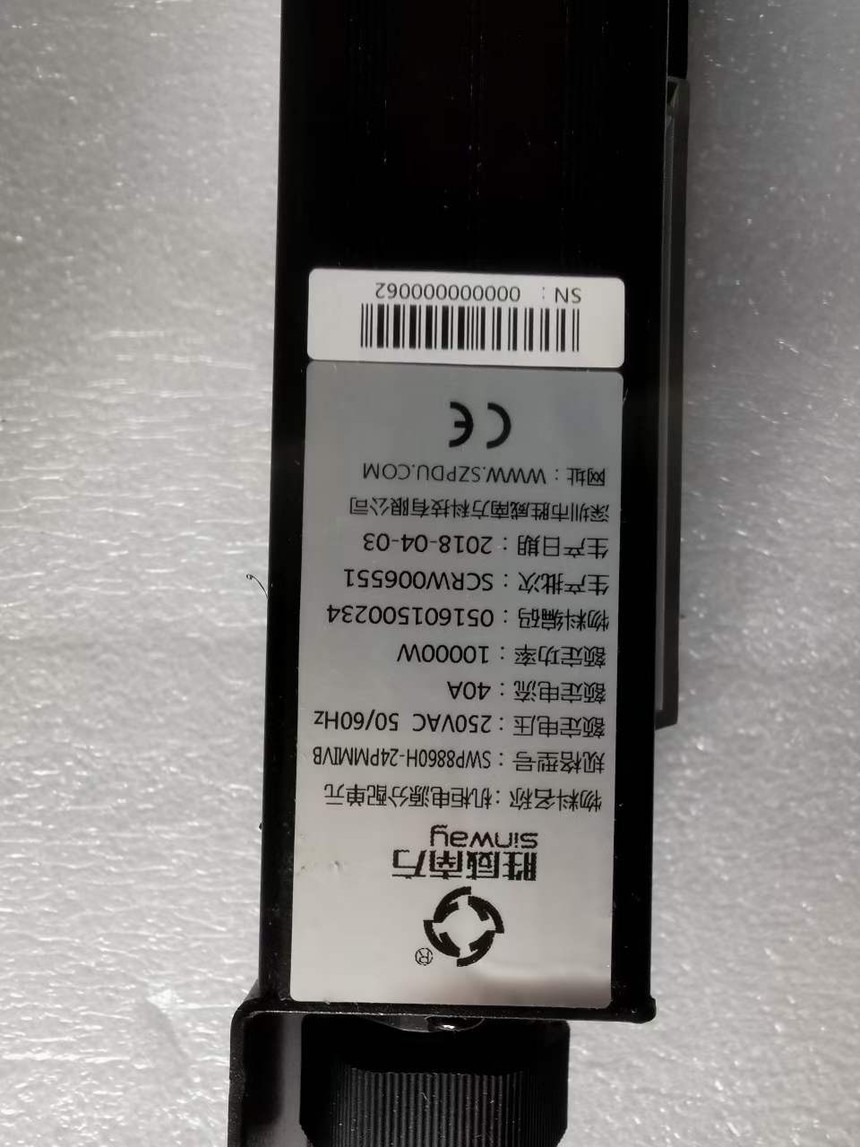 ®
胜威南方
sinway
物料名称：机柜电源分配单元
规格型号：SWP8860H-24PMMIVB
额定电压：250VAC 50/60Hz
额定电流：40A
额定功率：10000W
物料编码：051601500234
生产批次：SCRW006551
生产日期：2018-04-03
深圳市胜威南方科技有限公司
网址：WWW.SZPDU.COM
CE
SN：000000000062